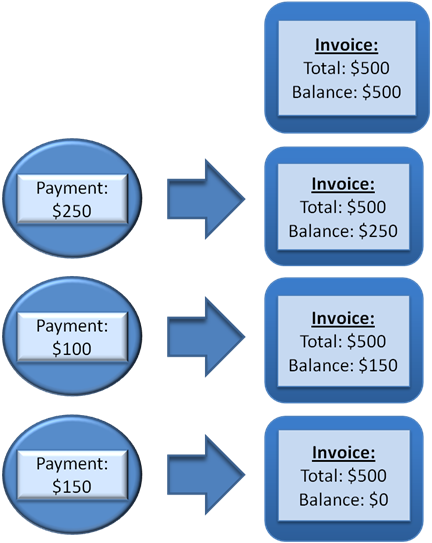 Invoice:
Total: $500
Balance: $500
Payment:
$250
Invoice:
Total: $500
Balance: $250
Payment:
$100
Invoice:
Total: $500
Balance: $150
Payment:
$150
Invoice:
Total: $500
Balance: $0